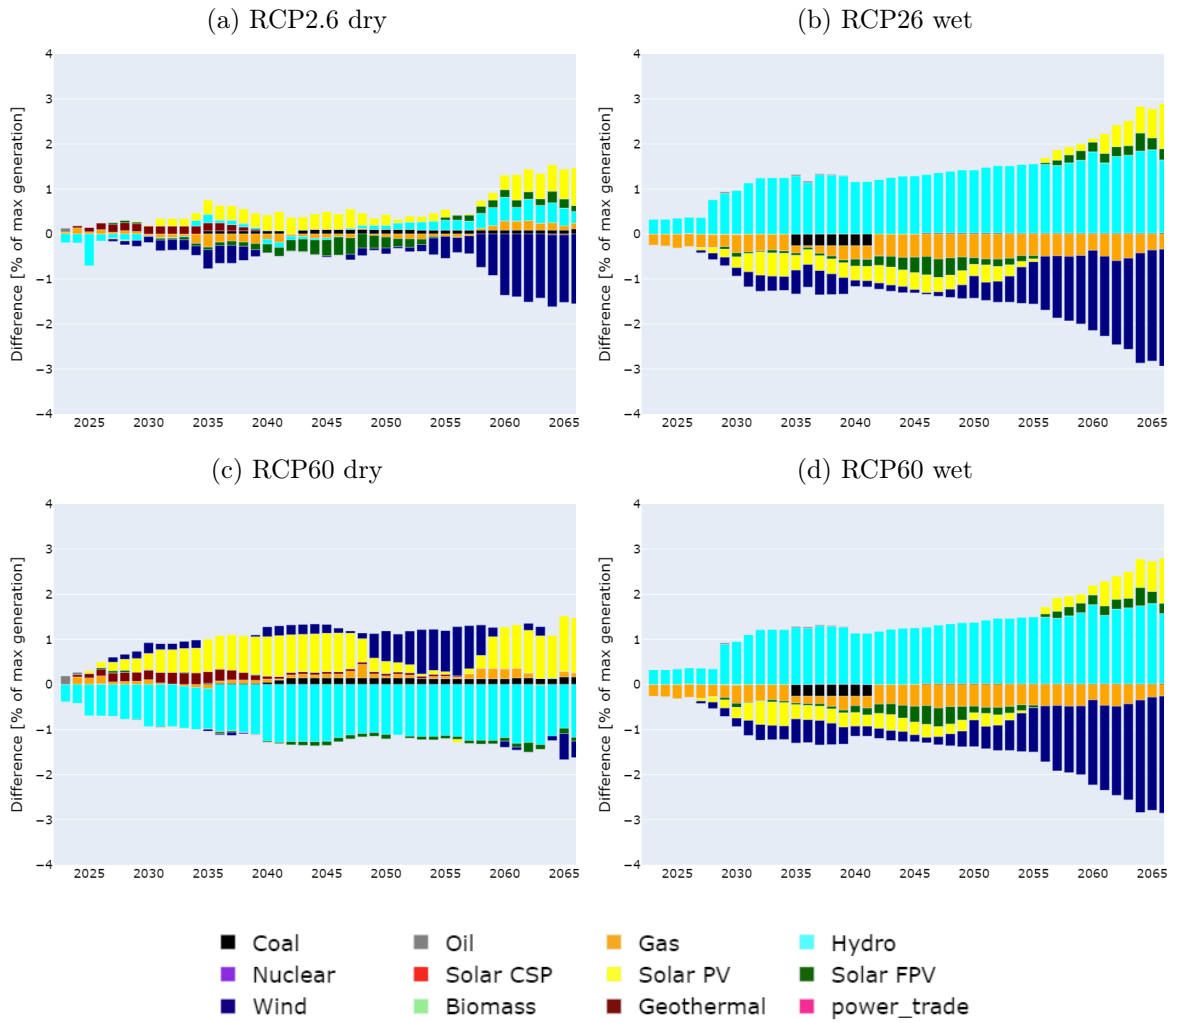 (a) RCP2.6 dry
(b) RCP26 wet
Difference [% of max generation]
4
3
2
1
0
−1
−2
−3
−4
2025 2030 2035 2040 2045 2050 2055 2060 2065
Difference [% of max generation]
4
3
2
1
0
−1
−2
−3
−4
2025 2030 2035 2040 2045 2050 2055 2060 2065
(c) RCP60 dry
(d) RCP60 wet
Difference [% of max generation]
4
3
2
1
0
−1
−2
−3
−4
2025 2030 2035 2040 2045 2050 2055 2060 2065
Difference [% of max generation]
4
3
2
1
0
−1
−2
−3
−4
2025 2030 2035 2040 2045 2050 2055 2060 2065
Coal Oil Gas Hydro
Nuclear Solar CSP Solar PV Solar FPV
Wind Biomass Geothermal power_trade